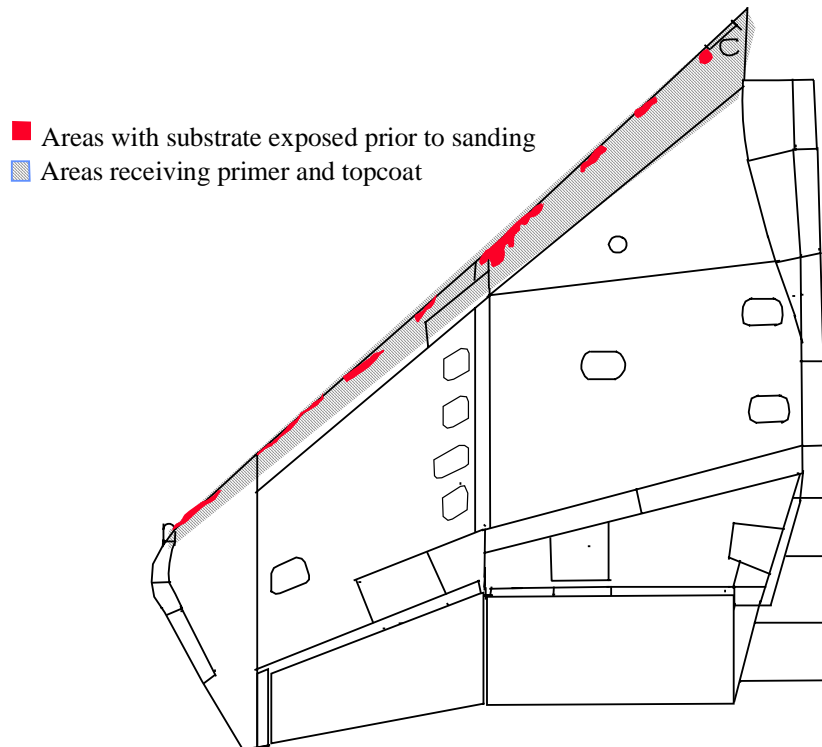 Areas with substrate exposed prior to sanding
Areas receiving primer and topcoat